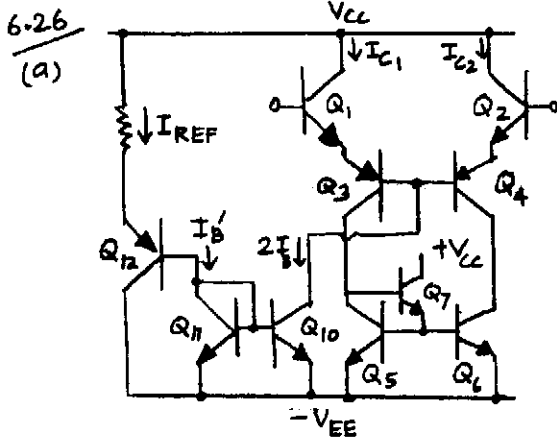 6.26
(a)
VCC
IC1
IC2
Q1
Q2
IREF
Q3
Q4
Q12
IB'
2IB
+VCC
Q7
Q11
Q10
Q5
Q6
-VEE